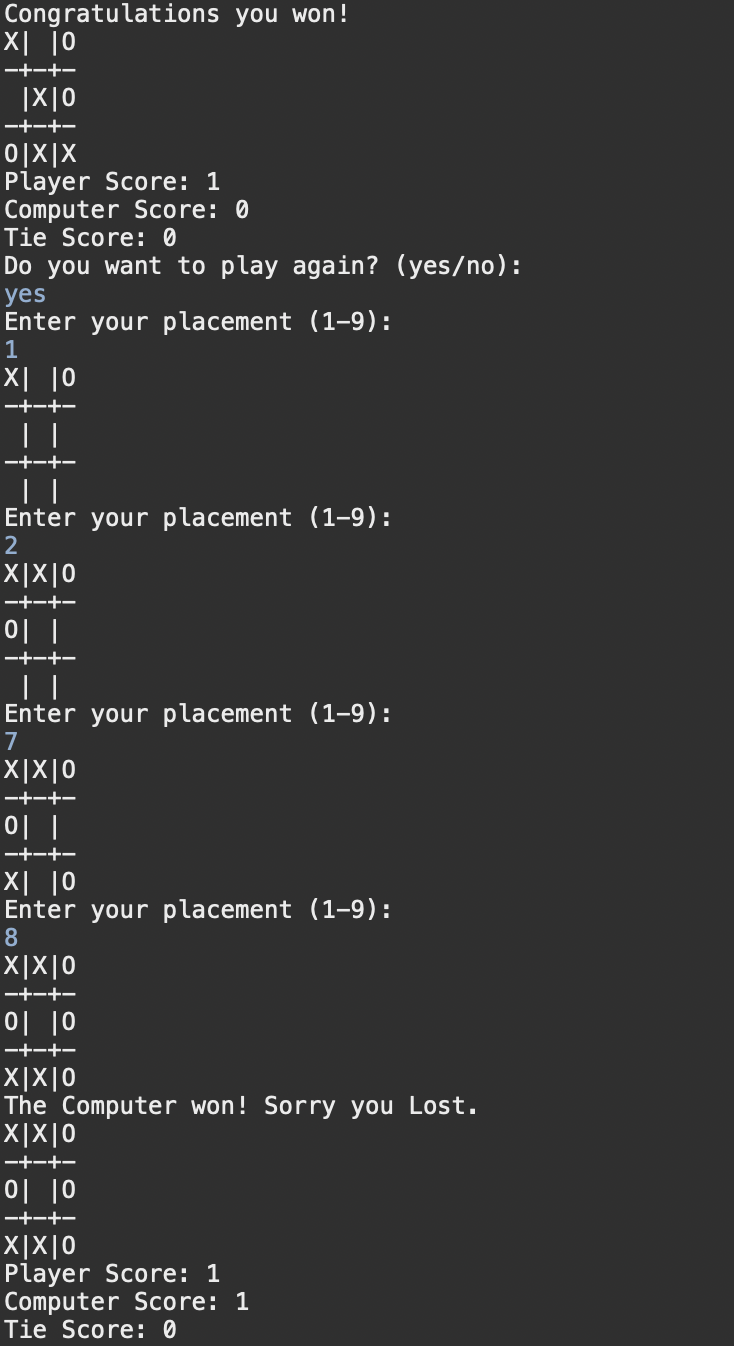 Congratulations you won!
X| |O
-+-+-
 |X|O
-+-+-
O|X|X
Player Score: 1
Computer Score: 0
Tie Score: 0
Do you want to play again? (yes/no):
yes
Enter your placement (1-9):
1
X| |O
-+-+-
 | |
-+-+-
 | |
Enter your placement (1-9):
2
X|X|O
-+-+-
O| |
-+-+-
 | |
Enter your placement (1-9):
7
X|X|O
-+-+-
O| |
-+-+-
X| |O
Enter your placement (1-9):
8
X|X|O
-+-+-
O| |O
-+-+-
X|X|O
The Computer won! Sorry you Lost.
X|X|O
-+-+-
O| |O
-+-+-
X|X|O
Player Score: 1
Computer Score: 1
Tie Score: 0